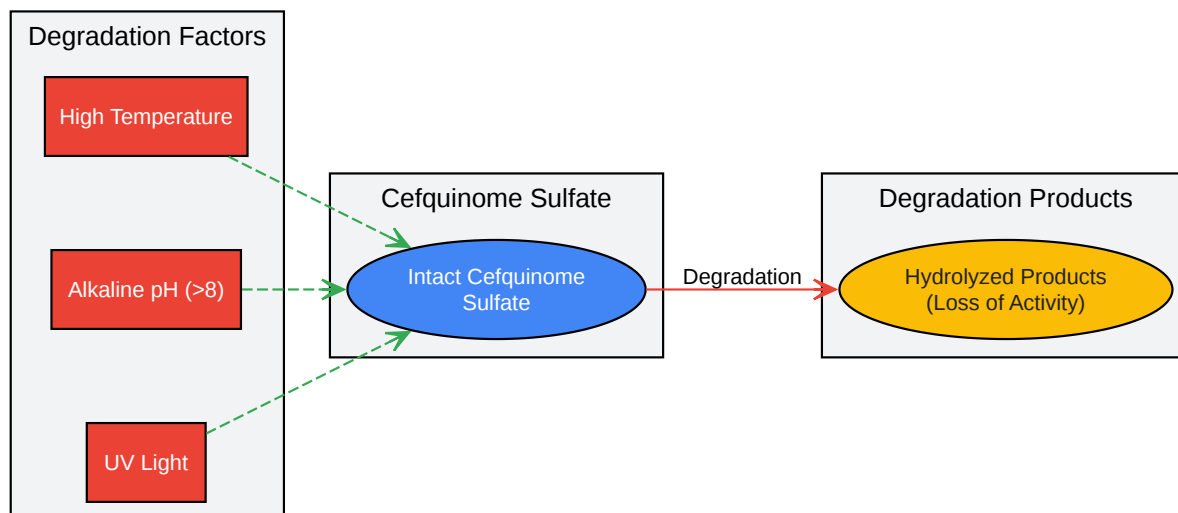 Degradation Factors
High Temperature
Alkaline pH (>8)
UV Light
Cefquinome Sulfate
Intact Cefquinome
Sulfate
Degradation
Degradation Products
Hydrolyzed Products
(Loss of Activity)